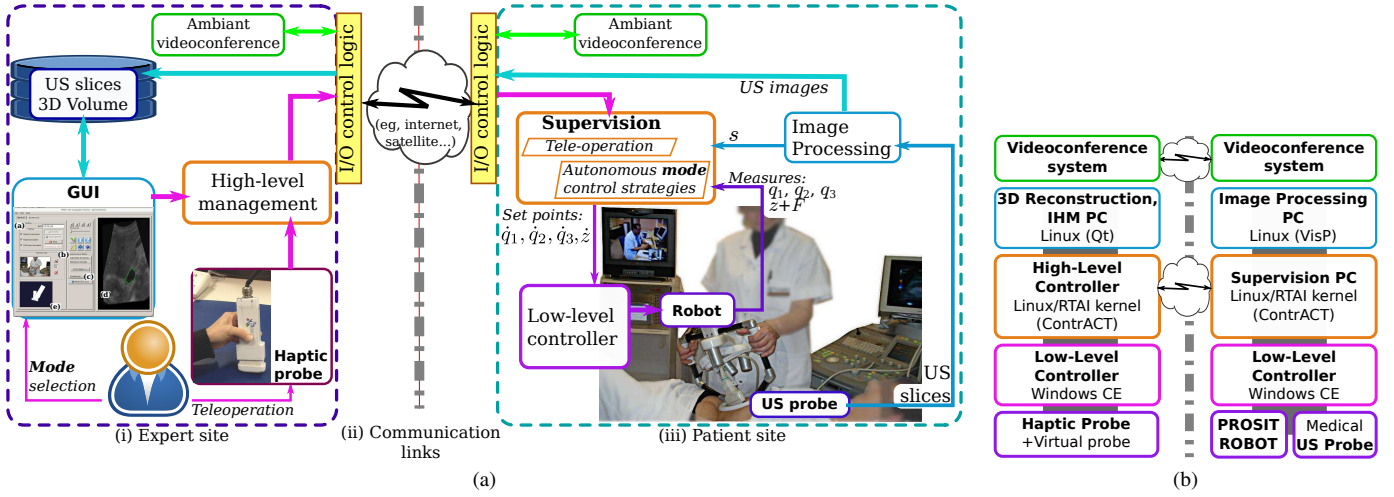 Ambiant
videoconference
US slices
3D Volume
I/O control logic
GUI
(a)
(b)
(c)
(d)
(e)
High-level
management
Haptic
probe
Mode
selection
Teleoperation
(i) Expert site
(eg, internet,
satellite...)
(ii) Communication
links
I/O control logic
Ambiant
videoconference
US images
Supervision
Tele-operation
Autonomous mode
control strategies
s
Image
Processing
Measures:
q1, q2, q3
z+F
Set points:
q̇1, q̇2, q̇3, ż
Low-level
controller
Robot
US probe
US
slices
(iii) Patient site
(a)
Videoconference
system
Videoconference
system
3D Reconstruction,
IHM PC
Linux (Qt)
Image Processing
PC
Linux (VisP)
High-Level
Controller
Linux/RTAI kernel
(ContrACT)
Supervision PC
Linux/RTAI kernel
(ContrACT)
Low-Level
Controller
Windows CE
Low-Level
Controller
Windows CE
Haptic Probe
+Virtual probe
PROSIT
ROBOT
Medical
US Probe
(b)